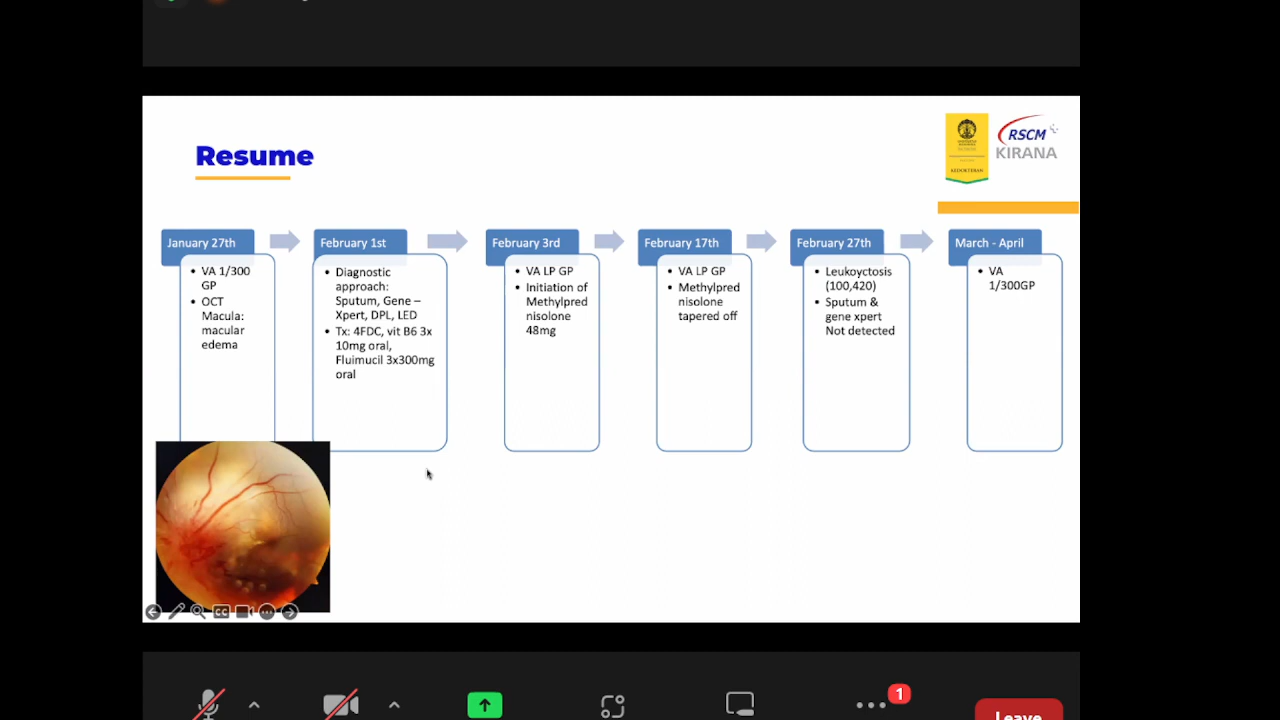 Resume
RSCM
KIRANA
KEDOKTERAN
January 27th
• VA 1/300
GP
• OCT
Macula:
macular
edema
February 1st
• Diagnostic
approach:
Sputum, Gene –
Xpert, DPL, LED
• Tx: 4FDC, vit B6 3x
10mg oral,
Fluimucil 3x300mg
oral
February 3rd
• VA LP GP
• Initiation of
Methylpred
nisolone
48mg
February 17th
• VA LP GP
• Methylpred
nisolone
tapered off
February 27th
• Leukoyctosis
(100,420)
• Sputum &
gene xpert
Not detected
March - April
• VA
1/300GP
CC
1
Leave